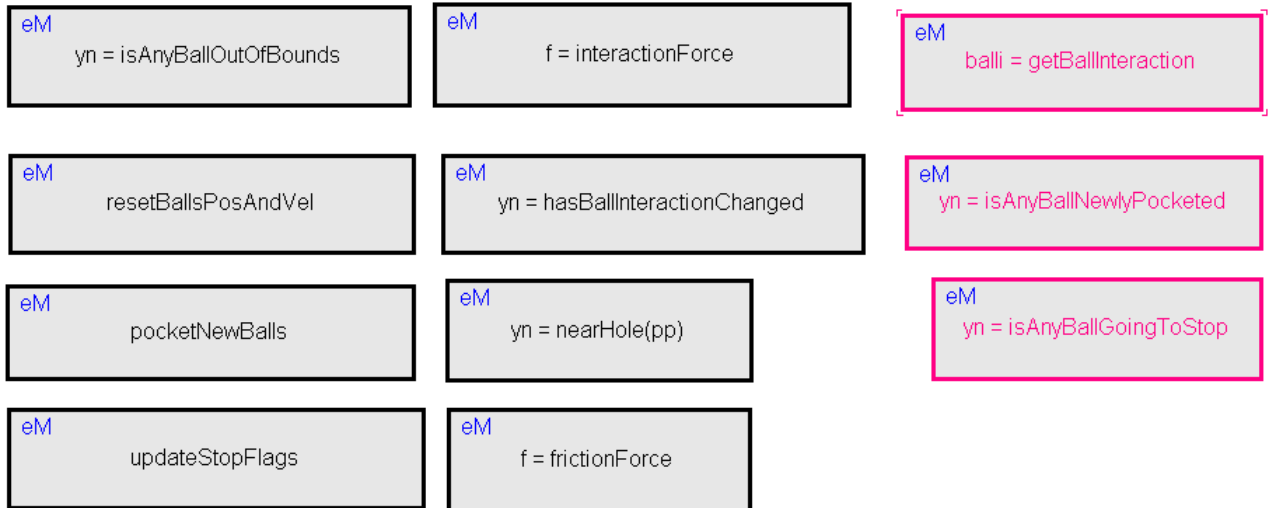 eM
yn = isAnyBallOutOfBounds
eM
f = interactionForce
eM
balli = getBallInteraction
eM
resetBallsPosAndVel
eM
yn = hasBallInteractionChanged
eM
yn = isAnyBallNewlyPocketed
eM
pocketNewBalls
eM
yn = nearHole(pp)
eM
yn = isAnyBallGoingToStop
eM
updateStopFlags
eM
f = frictionForce